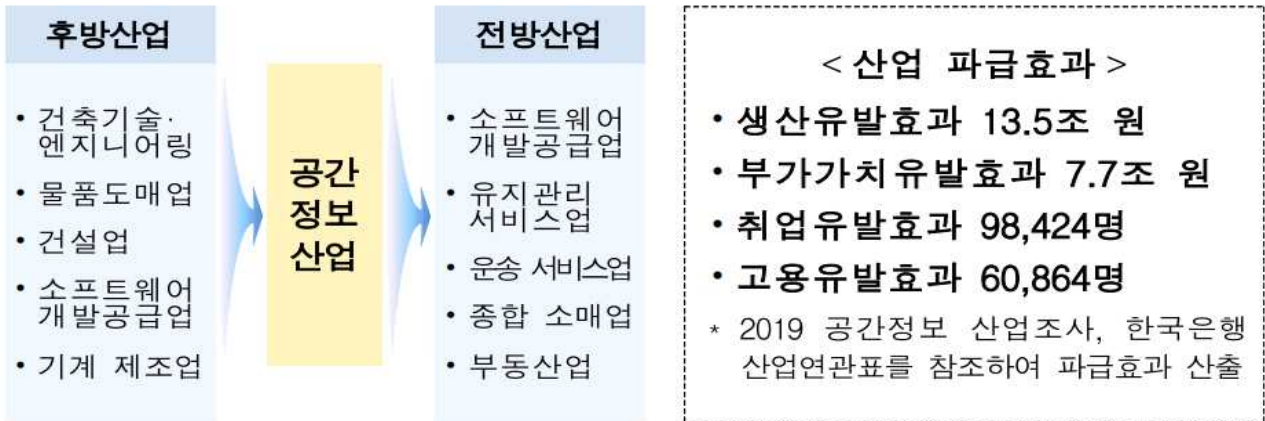 후방산업
• 건축기술·
엔지니어링
• 물품도매업
• 건설업
• 소프트웨어
개발공급업
• 기계 제조업
공간
정보
산업
전방산업
• 소프트웨어
개발공급업
• 유지관리
서비스업
• 운송 서비스업
• 종합 소매업
• 부동산업
< 산업 파급효과 >
• 생산유발효과 13.5조 원
• 부가가치유발효과 7.7조 원
• 취업유발효과 98,424명
• 고용유발효과 60,864명
* 2019 공간정보 산업조사, 한국은행
산업연관표를 참조하여 파급효과 산출